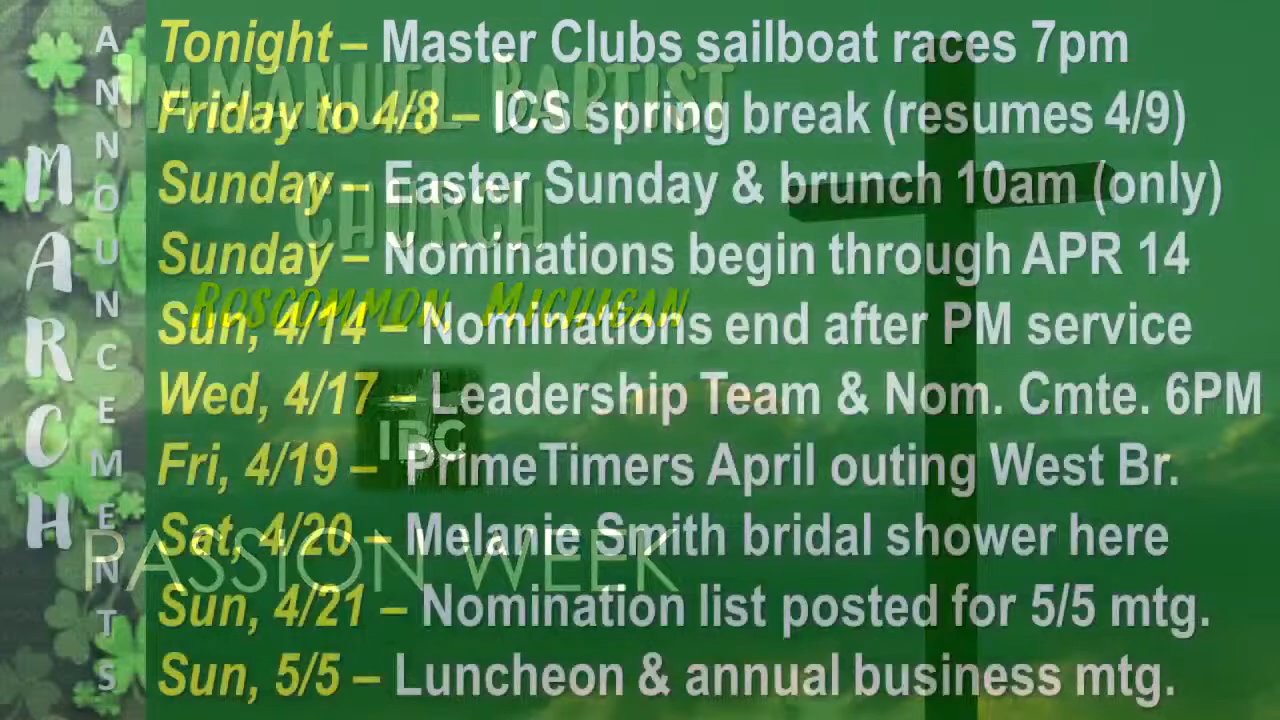 MARCH
ANNOUNCEMENTS
Tonight – Master Clubs sailboat races 7pm
Friday to 4/8 – ICS spring break (resumes 4/9)
Sunday – Easter Sunday & brunch 10am (only)
Sunday – Nominations begin through APR 14
Sun, 4/14 – Nominations end after PM service
Wed, 4/17 – Leadership Team & Nom. Cmte. 6PM
Fri, 4/19 – PrimeTimers April outing West Br.
Sat, 4/20 – Melanie Smith bridal shower here
Sun, 4/21 – Nomination list posted for 5/5 mtg.
Sun, 5/5 – Luncheon & annual business mtg.
IMMANUEL BAPTIST
CHURCH
ROSCOMMON, MICHIGAN
IBC
PASSION WEEK